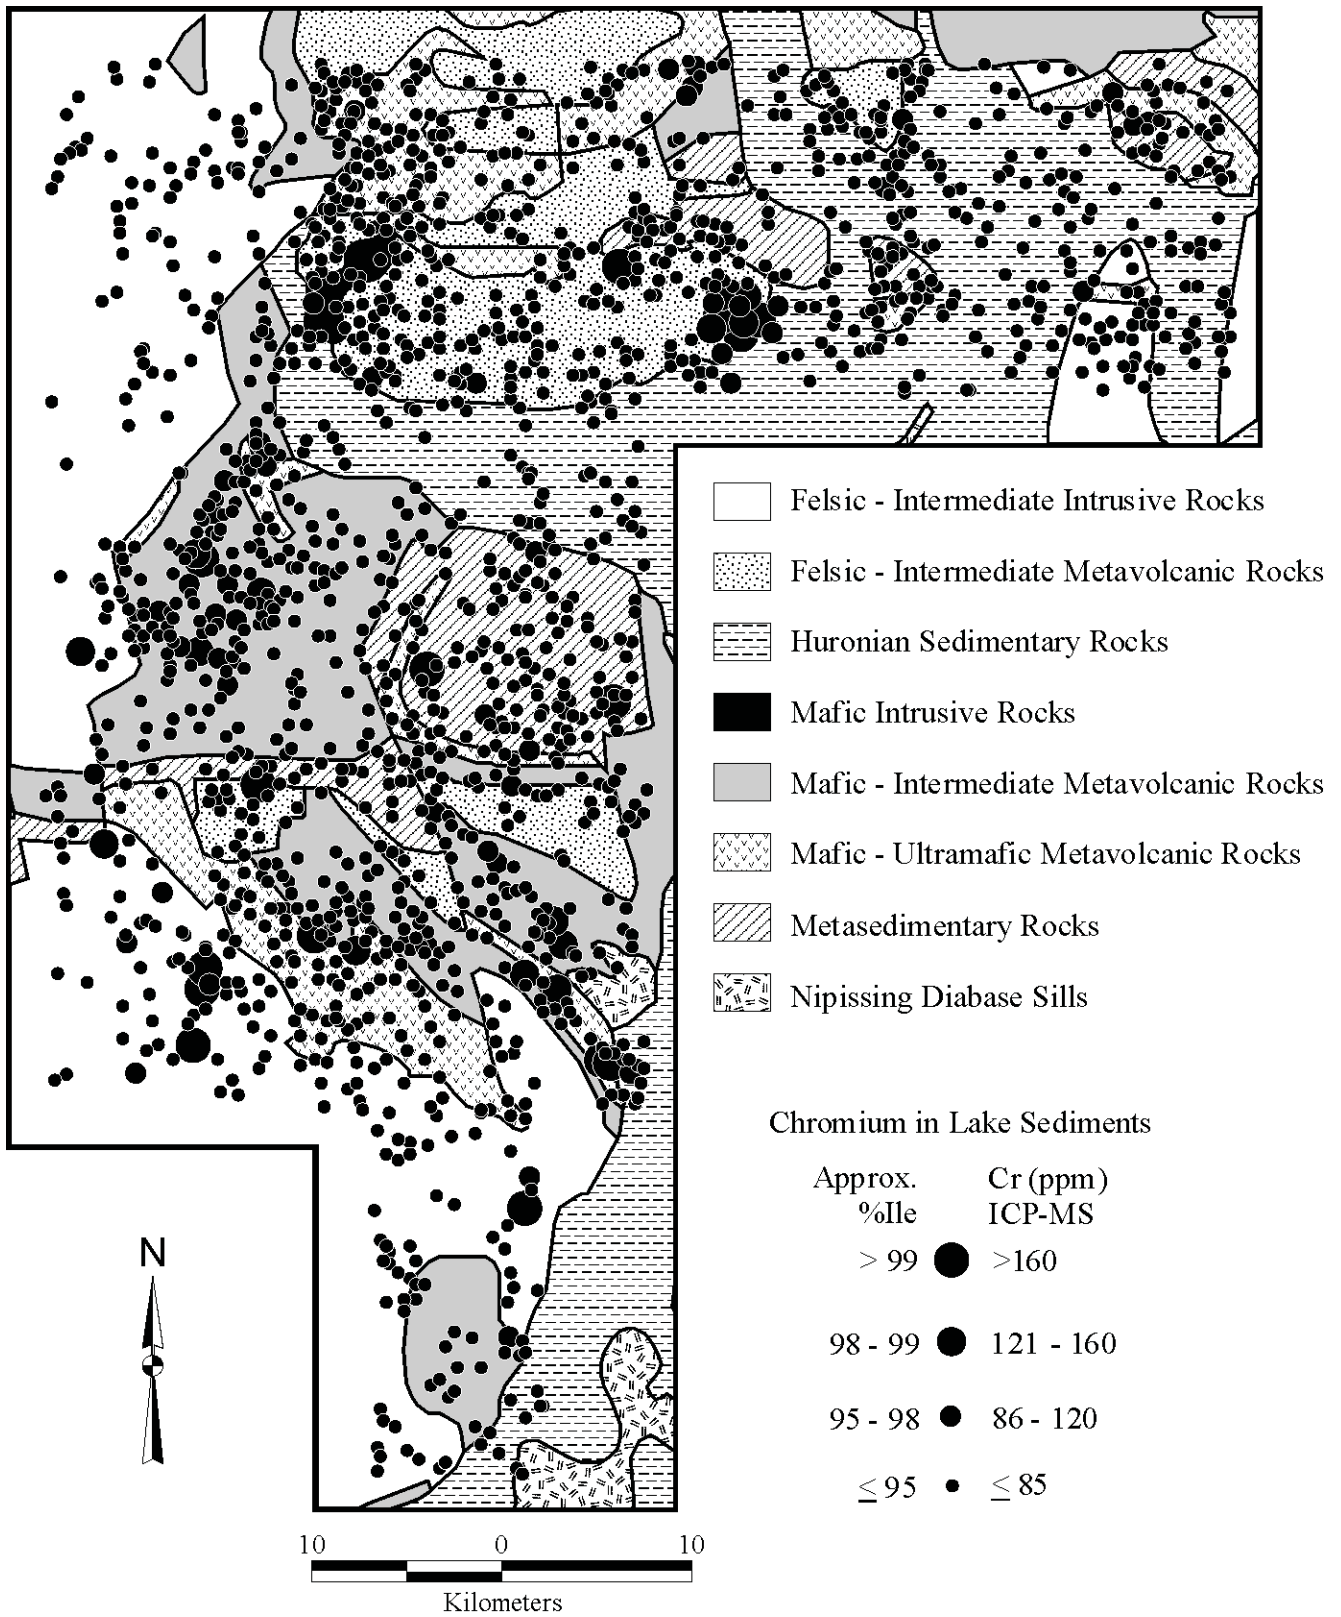 Felsic - Intermediate Intrusive Rocks
Felsic - Intermediate Metavolcanic Rocks
Huronian Sedimentary Rocks
Mafic Intrusive Rocks
Mafic - Intermediate Metavolcanic Rocks
Mafic - Ultramafic Metavolcanic Rocks
Metasedimentary Rocks
Nipissing Diabase Sills
Chromium in Lake Sediments
Approx. Cr (ppm)
%Ile ICP-MS
> 99 >160
98 - 99 121 - 160
95 - 98 86 - 120
≤ 95 ≤ 85
N
10 0 10
Kilometers